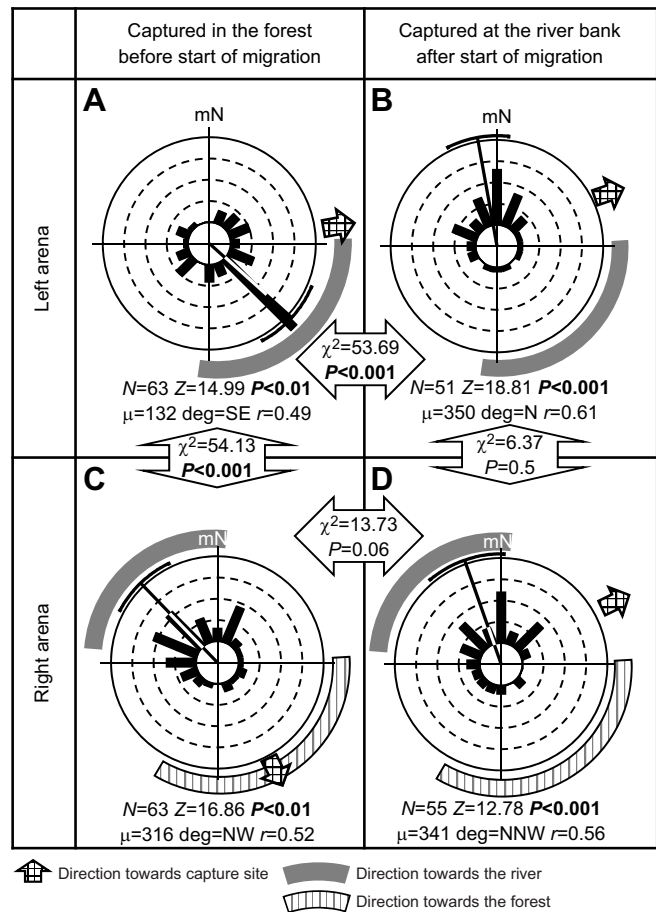 Captured in the forest
before start of migration
Captured at the river bank
after start of migration
Left arena
A
mN
B
mN
χ²=53.69
P<0.001
N=63 Z=14.99 P<0.01
μ=132 deg=SE r=0.49
N=51 Z=18.81 P<0.001
μ=350 deg=N r=0.61
χ²=54.13
P<0.001
χ²=6.37
P=0.5
Right arena
C
mN
D
mN
χ²=13.73
P=0.06
N=63 Z=16.86 P<0.01
μ=316 deg=NW r=0.52
N=55 Z=12.78 P<0.001
μ=341 deg=NNW r=0.56
Direction towards capture site
Direction towards the river
Direction towards the forest